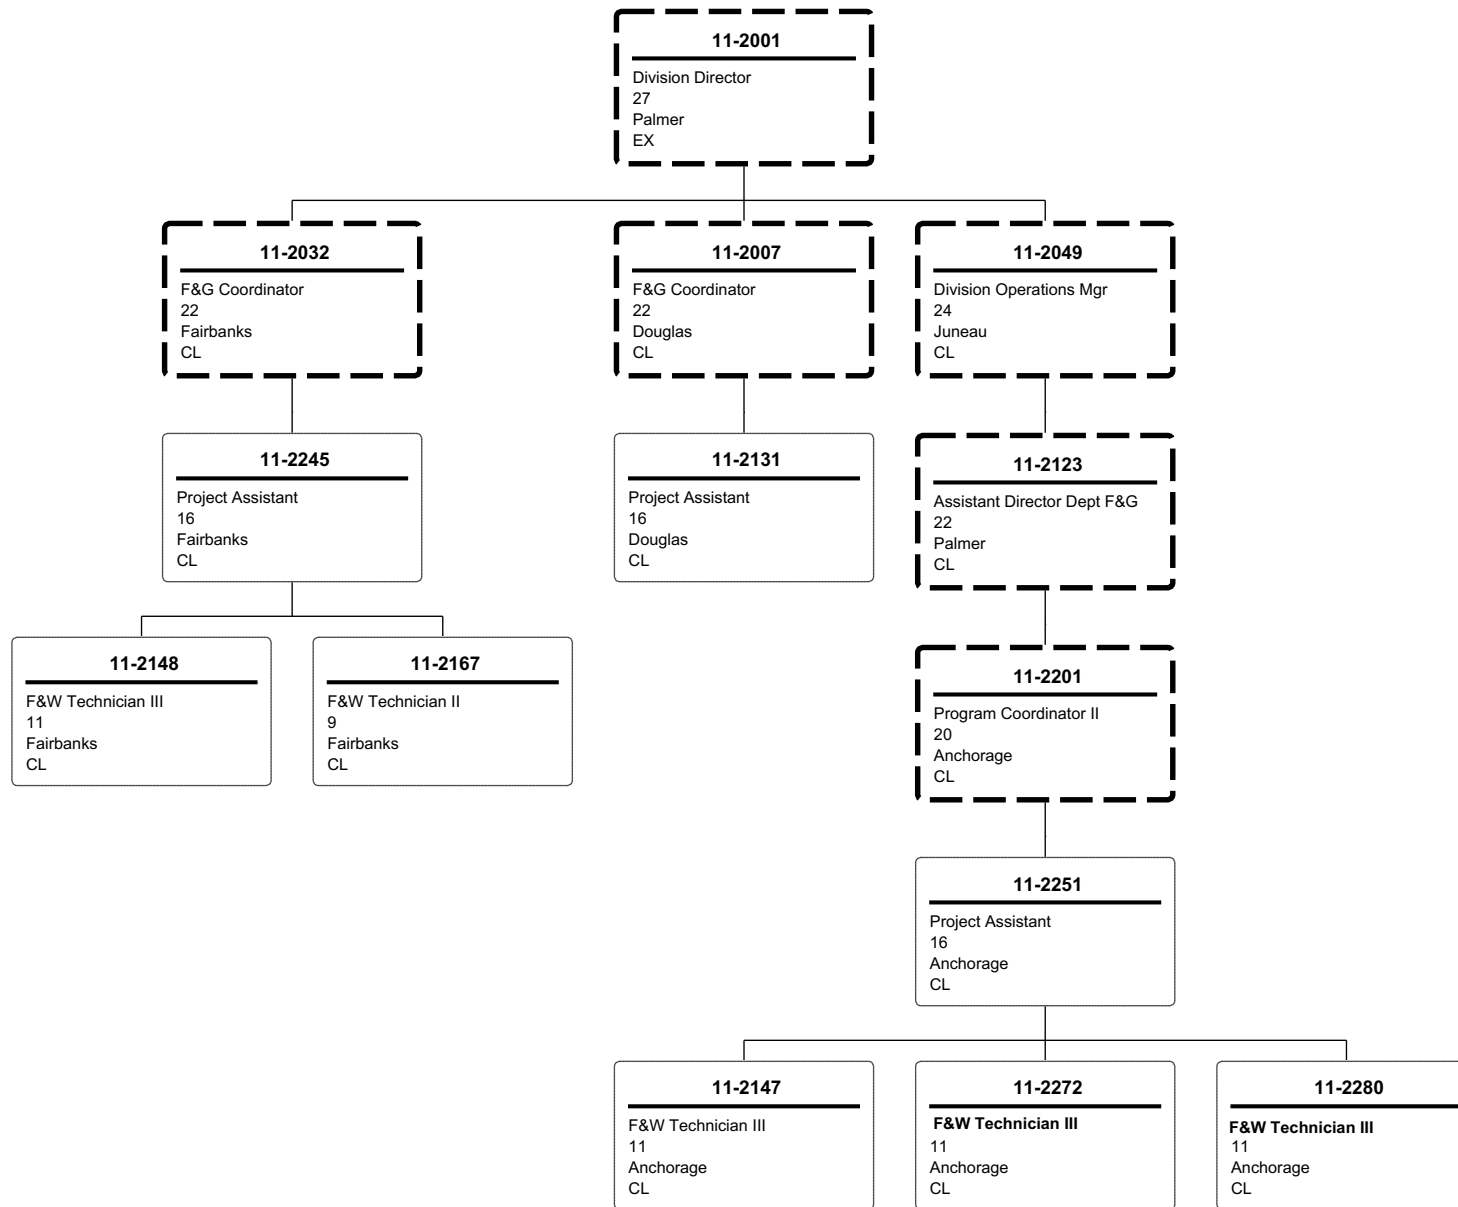 11-2001
Division Director
27
Palmer
EX
11-2032
F&G Coordinator
22
Fairbanks
CL
11-2007
F&G Coordinator
22
Douglas
CL
11-2049
Division Operations Mgr
24
Juneau
CL
11-2245
Project Assistant
16
Fairbanks
CL
11-2131
Project Assistant
16
Douglas
CL
11-2123
Assistant Director Dept F&G
22
Palmer
CL
11-2148
F&W Technician III
11
Fairbanks
CL
11-2167
F&W Technician II
9
Fairbanks
CL
11-2201
Program Coordinator II
20
Anchorage
CL
11-2251
Project Assistant
16
Anchorage
CL
11-2147
F&W Technician III
11
Anchorage
CL
11-2272
F&W Technician III
11
Anchorage
CL
11-2280
F&W Technician III
11
Anchorage
CL